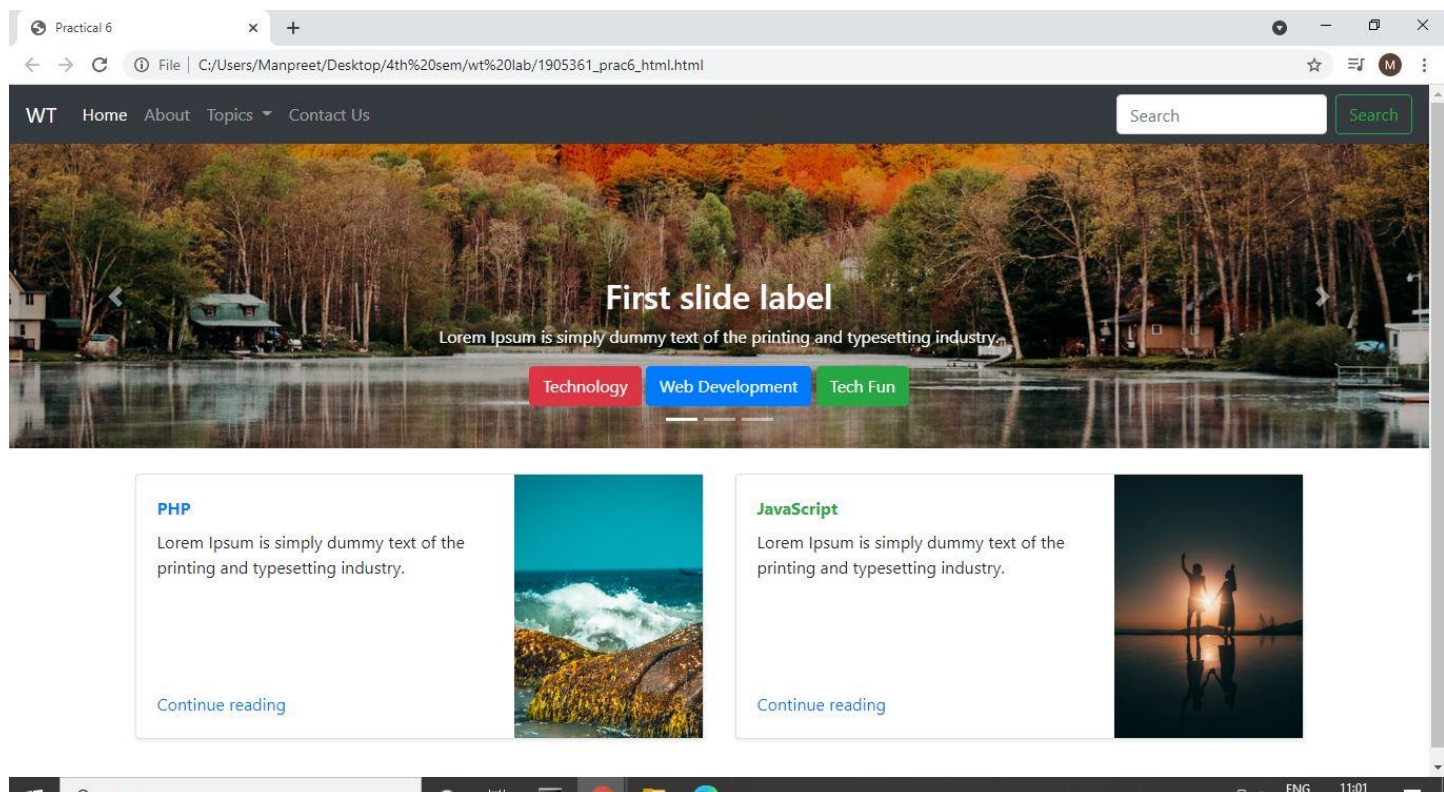 Practical 6
File | C:/Users/Manpreet/Desktop/4th%20sem/wt%20lab/1905361_prac6_html.html
M
WT Home About Topics Contact Us Search Search
First slide label
Lorem Ipsum is simply dummy text of the printing and typesetting industry.
Technology Web Development Tech Fun
PHP
Lorem Ipsum is simply dummy text of the
printing and typesetting industry.
Continue reading
JavaScript
Lorem Ipsum is simply dummy text of the
printing and typesetting industry.
Continue reading
ENG 11:01